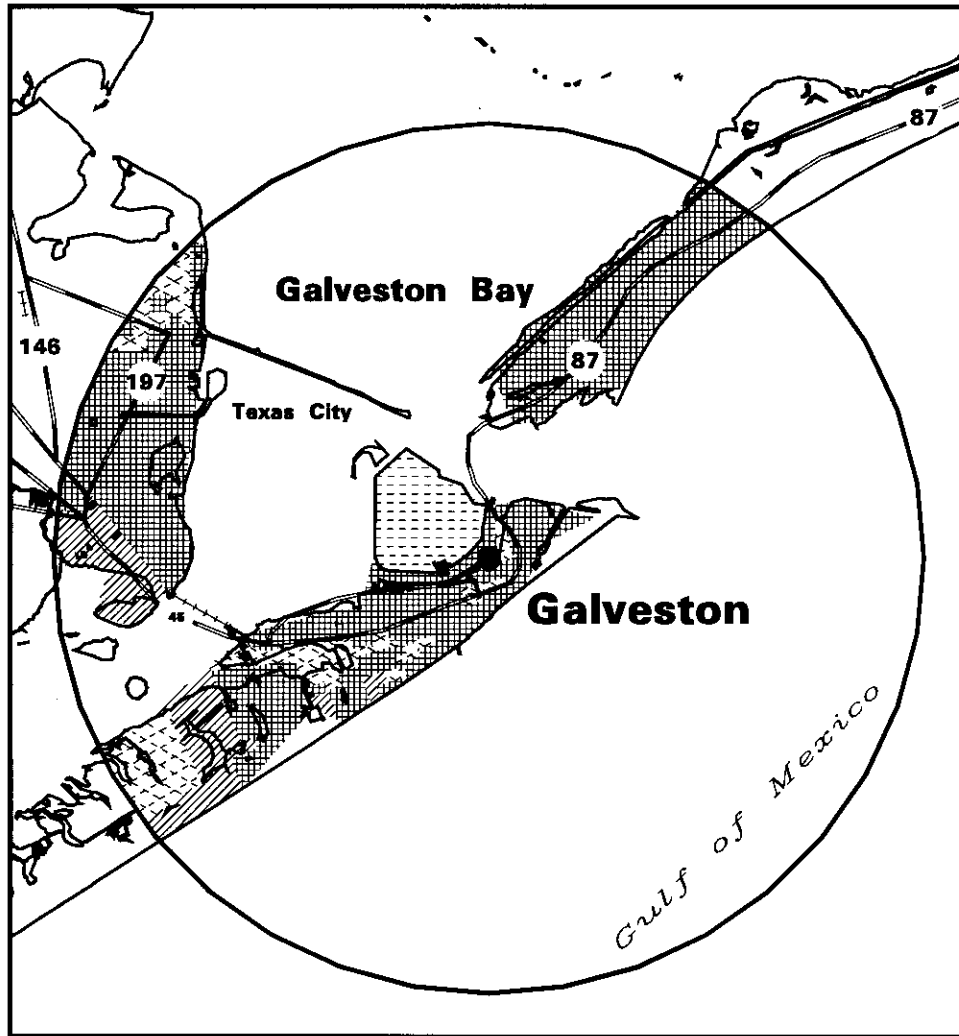 87
Galveston Bay
146
197
87
Texas City
Galveston
45
Gulf of Mexico